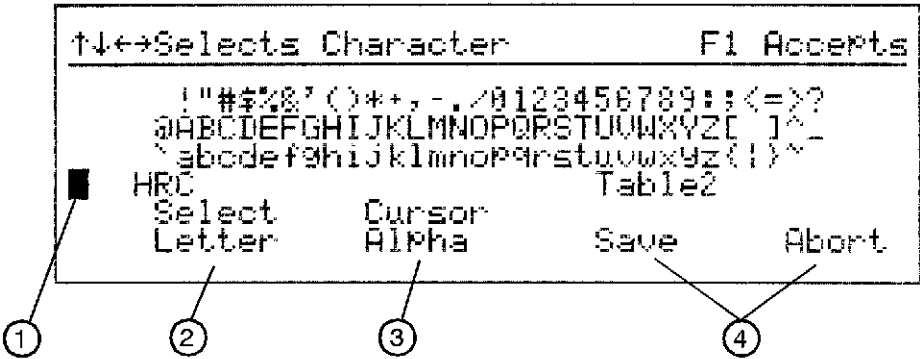 ↑↓←→Selects Character F1 Accepts
!"#$%&'()*+,-./0123456789:;<=>?
@ABCDEFGHIJKLMNOPQRSTUVWXYZ[ ]^_
`abcdefghijklmnopqrstuvwxyz{|}~
HRC Table2
Select Cursor
Letter Alpha Save Abort
1 2 3 4